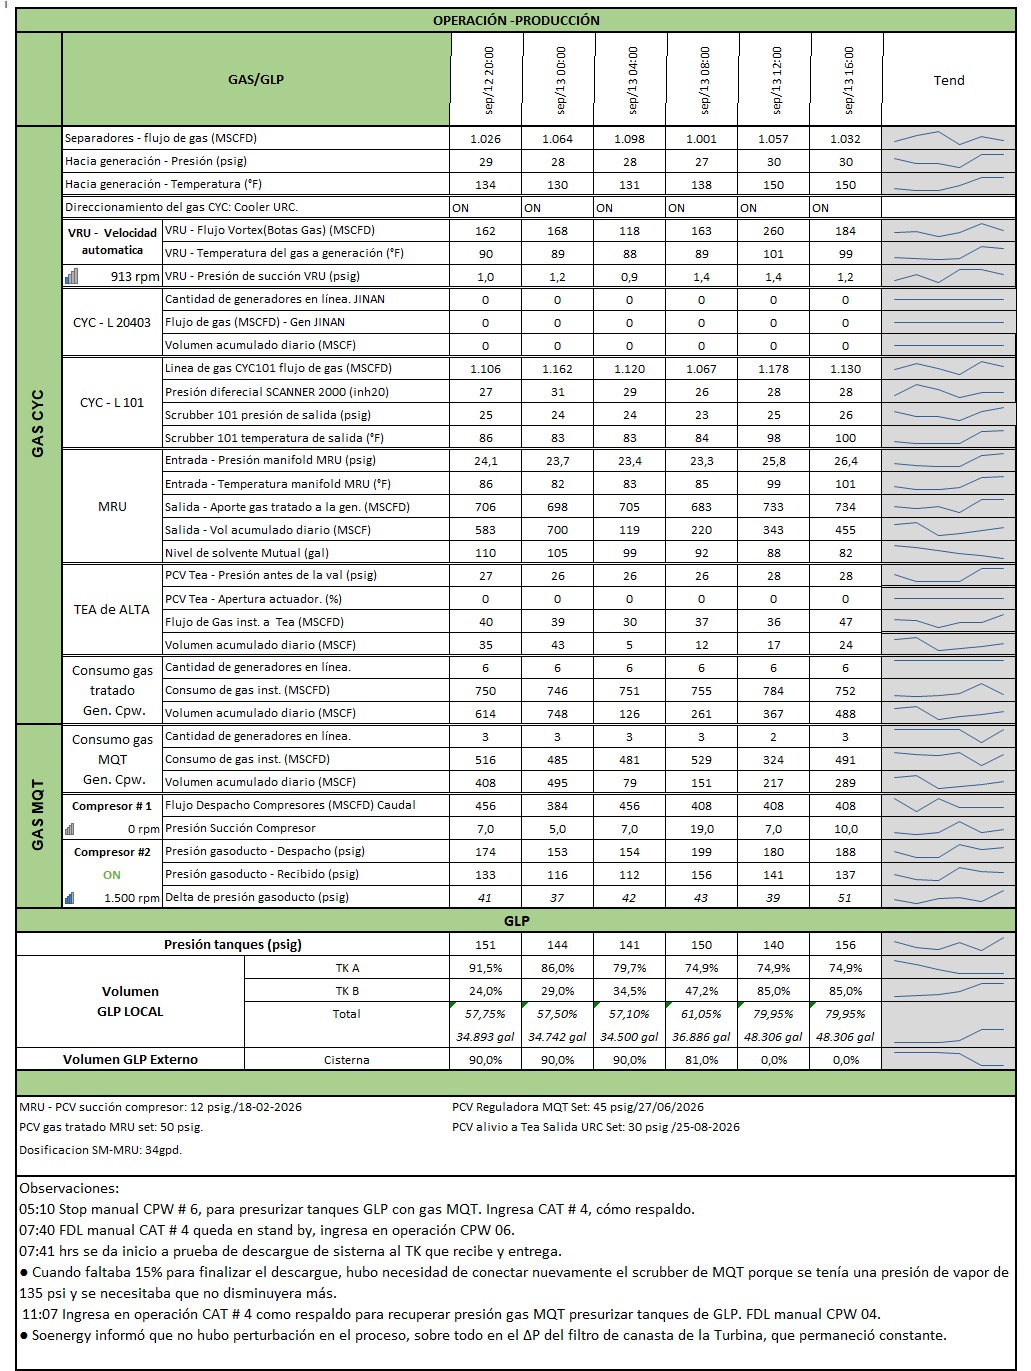 OPERACIÓN -PRODUCCIÓN
GAS/GLP sep/12 20:00 sep/13 00:00 sep/13 04:00 sep/13 08:00 sep/13 12:00 sep/13 16:00 Tend
GAS CYC
Separadores - flujo de gas (MSCFD) 1.026 1.064 1.098 1.001 1.057 1.032
Hacia generación - Presión (psig) 29 28 28 27 30 30
Hacia generación - Temperatura (°F) 134 130 131 138 150 150
Direccionamiento del gas CYC: Cooler URC. ON ON ON ON ON ON
VRU - Velocidad automatica
913 rpm
VRU - Flujo Vortex(Botas Gas) (MSCFD) 162 168 118 163 260 184
VRU - Temperatura del gas a generación (°F) 90 89 88 89 101 99
VRU - Presión de succión VRU (psig) 1,0 1,2 0,9 1,4 1,4 1,2
CYC - L 20403
Cantidad de generadores en línea. JINAN 0 0 0 0 0 0
Flujo de gas (MSCFD) - Gen JINAN 0 0 0 0 0 0
Volumen acumulado diario (MSCF) 0 0 0 0 0 0
CYC - L 101
Linea de gas CYC101 flujo de gas (MSCFD) 1.106 1.162 1.120 1.067 1.178 1.130
Presión diferecial SCANNER 2000 (inh20) 27 31 29 26 28 28
Scrubber 101 presión de salida (psig) 25 24 24 23 25 26
Scrubber 101 temperatura de salida (°F) 86 83 83 84 98 100
MRU
Entrada - Presión manifold MRU (psig) 24,1 23,7 23,4 23,3 25,8 26,4
Entrada - Temperatura manifold MRU (°F) 86 82 83 85 99 101
Salida - Aporte gas tratado a la gen. (MSCFD) 706 698 705 683 733 734
Salida - Vol acumulado diario (MSCF) 583 700 119 220 343 455
Nivel de solvente Mutual (gal) 110 105 99 92 88 82
TEA de ALTA
PCV Tea - Presión antes de la val (psig) 27 26 26 26 28 28
PCV Tea - Apertura actuador. (%) 0 0 0 0 0 0
Flujo de Gas inst. a Tea (MSCFD) 40 39 30 37 36 47
Volumen acumulado diario (MSCF) 35 43 5 12 17 24
Consumo gas
tratado
Gen. Cpw.
Cantidad de generadores en línea. 6 6 6 6 6 6
Consumo de gas inst. (MSCFD) 750 746 751 755 784 752
Volumen acumulado diario (MSCF) 614 748 126 261 367 488
GAS MQT
Consumo gas
MQT
Gen. Cpw.
Cantidad de generadores en línea. 3 3 3 3 2 3
Consumo de gas inst. (MSCFD) 516 485 481 529 324 491
Volumen acumulado diario (MSCF) 408 495 79 151 217 289
Compresor # 1
0 rpm
Flujo Despacho Compresores (MSCFD) Caudal 456 384 456 408 408 408
Presión Succión Compresor 7,0 5,0 7,0 19,0 7,0 10,0
Compresor #2
ON
1.500 rpm
Presión gasoducto - Despacho (psig) 174 153 154 199 180 188
Presión gasoducto - Recibido (psig) 133 116 112 156 141 137
Delta de presión gasoducto (psig) 41 37 42 43 39 51
GLP
Presión tanques (psig) 151 144 141 150 140 156
Volumen
GLP LOCAL
TK A 91,5% 86,0% 79,7% 74,9% 74,9% 74,9%
TK B 24,0% 29,0% 34,5% 47,2% 85,0% 85,0%
Total 57,75% 57,50% 57,10% 61,05% 79,95% 79,95%
34.893 gal 34.742 gal 34.500 gal 36.886 gal 48.306 gal 48.306 gal
Volumen GLP Externo Cisterna 90,0% 90,0% 90,0% 81,0% 0,0% 0,0%
MRU - PCV succión compresor: 12 psig./18-02-2026 PCV Reguladora MQT Set: 45 psig/27/06/2026
PCV gas tratado MRU set: 50 psig. PCV alivio a Tea Salida URC Set: 30 psig /25-08-2026
Dosificacion SM-MRU: 34gpd.
Observaciones:
05:10 Stop manual CPW # 6, para presurizar tanques GLP con gas MQT. Ingresa CAT # 4, cómo respaldo.
07:40 FDL manual CAT # 4 queda en stand by, ingresa en operación CPW 06.
07:41 hrs se da inicio a prueba de descargue de sisterna al TK que recibe y entrega.
● Cuando faltaba 15% para finalizar el descargue, hubo necesidad de conectar nuevamente el scrubber de MQT porque se tenía una presión de vapor de
135 psi y se necesitaba que no disminuyera más.
11:07 Ingresa en operación CAT # 4 como respaldo para recuperar presión gas MQT presurizar tanques de GLP. FDL manual CPW 04.
● Soenergy informó que no hubo perturbación en el proceso, sobre todo en el ΔP del filtro de canasta de la Turbina, que permaneció constante.